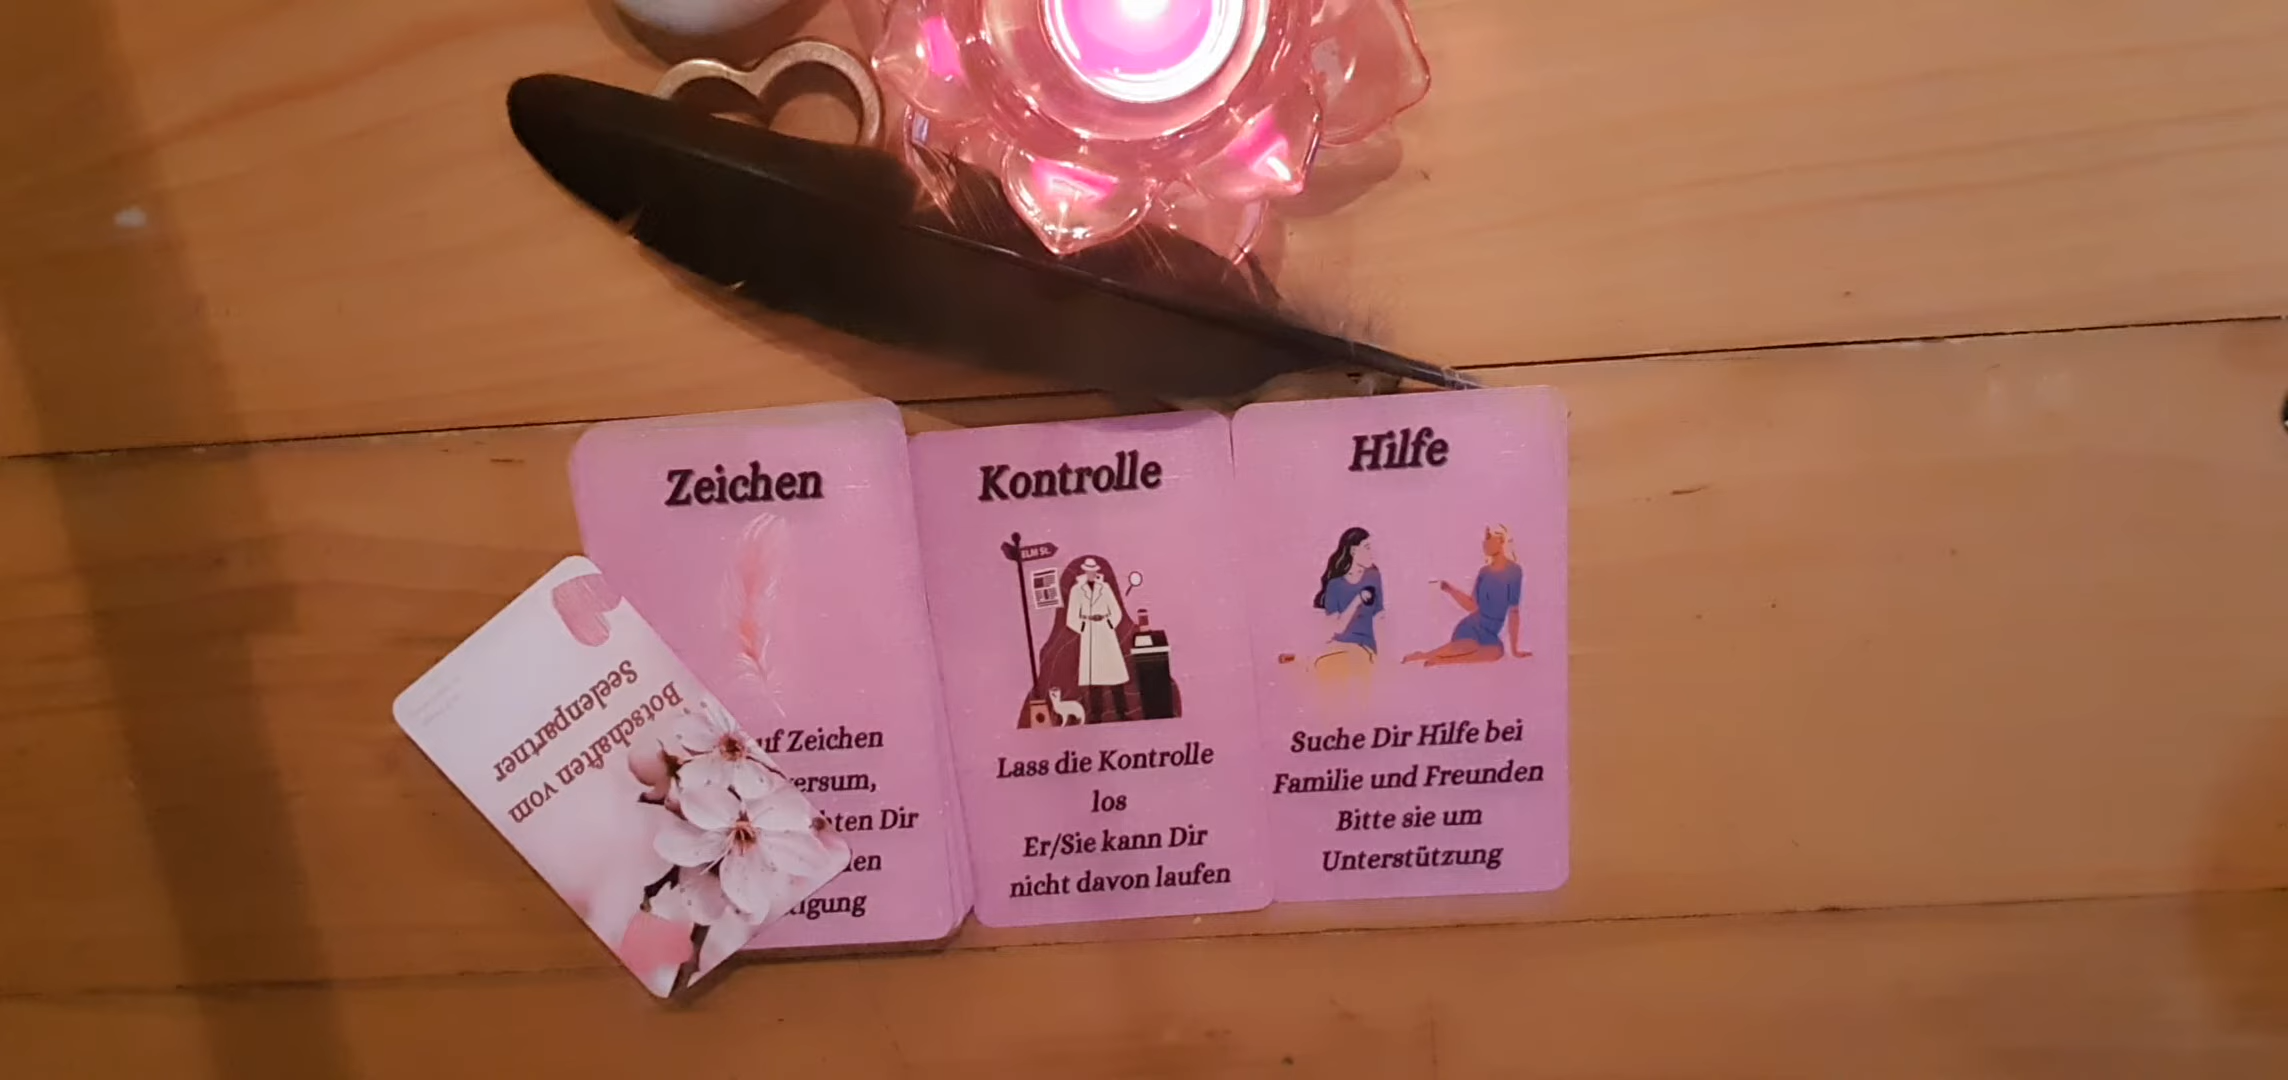 Zeichen
uf Zeichen
ersum,
ten Dir
en
igung
Botschaften vom
Seelenpartner
Kontrolle
ELM St.
Lass die Kontrolle
los
Er/Sie kann Dir
nicht davon laufen
Hilfe
Suche Dir Hilfe bei
Familie und Freunden
Bitte sie um
Unterstützung